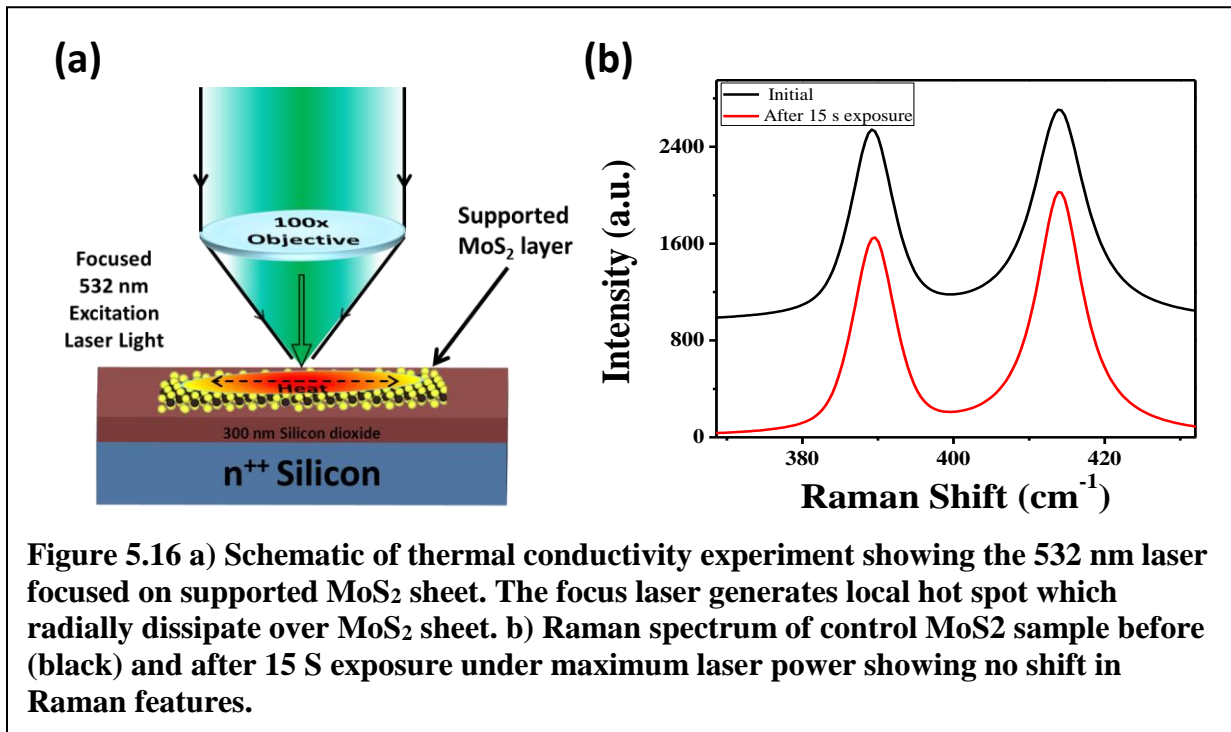 (a)
100x
Objective
Supported
MoS₂ layer
Focused
532 nm
Excitation
Laser Light
Heat
300 nm Silicon dioxide
n⁺⁺ Silicon
(b)
Initial
After 15 s exposure
2400
1600
800
0
Intensity (a.u.)
380
400
420
Raman Shift (cm⁻¹)
Figure 5.16 a) Schematic of thermal conductivity experiment showing the 532 nm laser
focused on supported MoS₂ sheet. The focus laser generates local hot spot which
radially dissipate over MoS₂ sheet. b) Raman spectrum of control MoS2 sample before
(black) and after 15 S exposure under maximum laser power showing no shift in
Raman features.